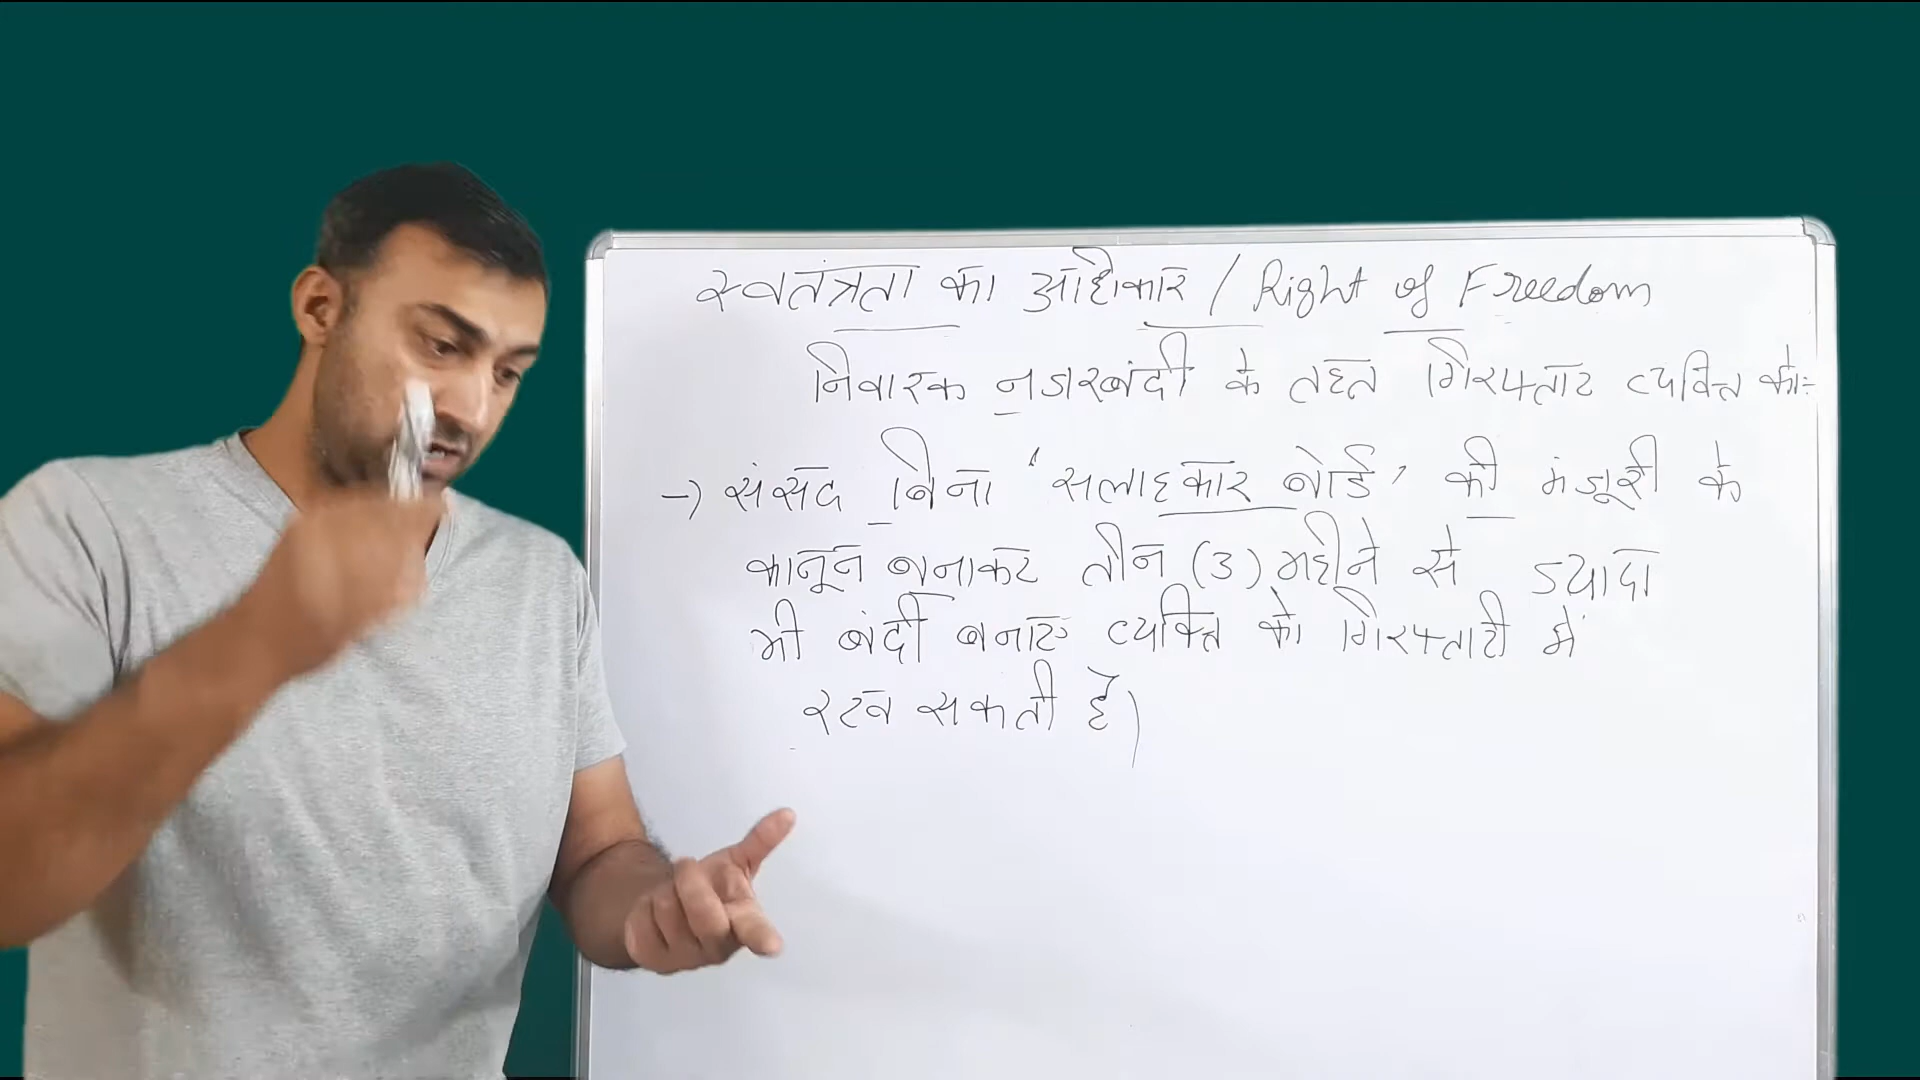 स्वतंत्रता का अधिकार / Right of Freedom
निवारक नजरबंदी के तहत गिरफ्तार व्यक्ति को:-
→ संसद बिना 'सलाहकार बोर्ड' की मंजूरी के
कानून बनाकर तीन (3) महीने से ज्यादा
भी बंदी बनाए व्यक्ति को गिरफ्तारी में
रख सकती है।